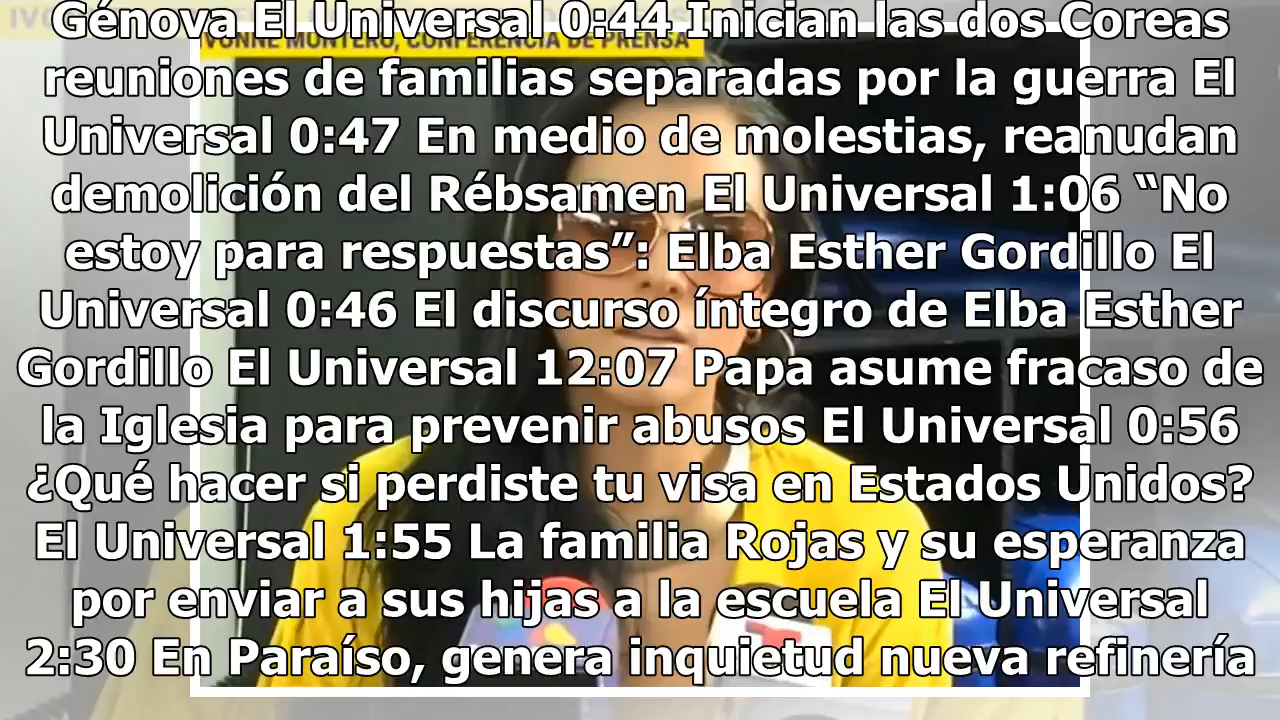 Génova El Universal 0:44 Inician las dos Coreas
IVONNE MONTERO, CONFERENCIA DE PRENSA
reuniones de familias separadas por la guerra El
Universal 0:47 En medio de molestias, reanudan
demolición del Rébsamen El Universal 1:06 “No
estoy para respuestas”: Elba Esther Gordillo El
Universal 0:46 El discurso íntegro de Elba Esther
Gordillo El Universal 12:07 Papa asume fracaso de
la Iglesia para prevenir abusos El Universal 0:56
¿Qué hacer si perdiste tu visa en Estados Unidos?
El Universal 1:55 La familia Rojas y su esperanza
por enviar a sus hijas a la escuela El Universal
2:30 En Paraíso, genera inquietud nueva refinería